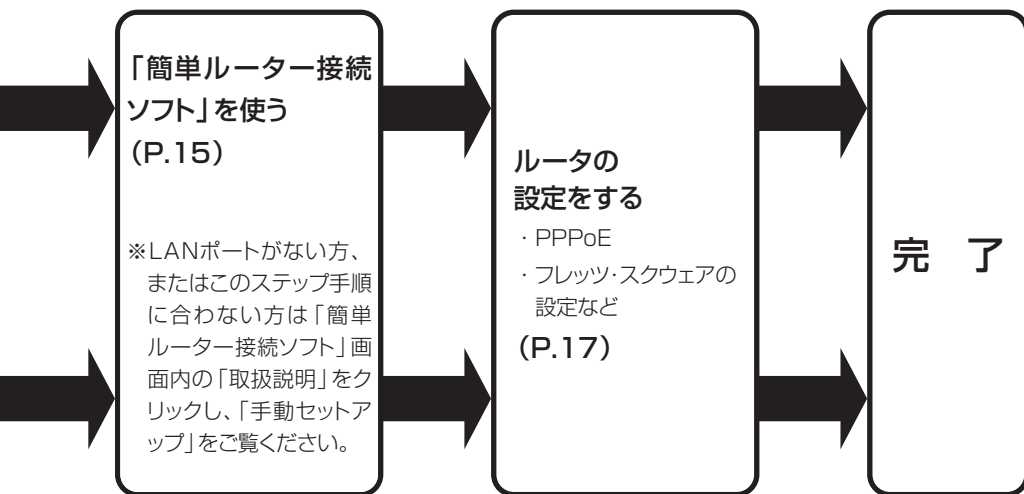 「簡単ルーター接続
ソフト」を使う
（P.15）
※LANポートがない方、
またはこのステップ手順
に合わない方は「簡単
ルーター接続ソフト」画
面内の「取扱説明」をク
リックし、「手動セットア
ップ」をご覧ください。
ルータの
設定をする
・PPPoE
・フレッツ・スクウェアの
設定など
（P.17）
完　了